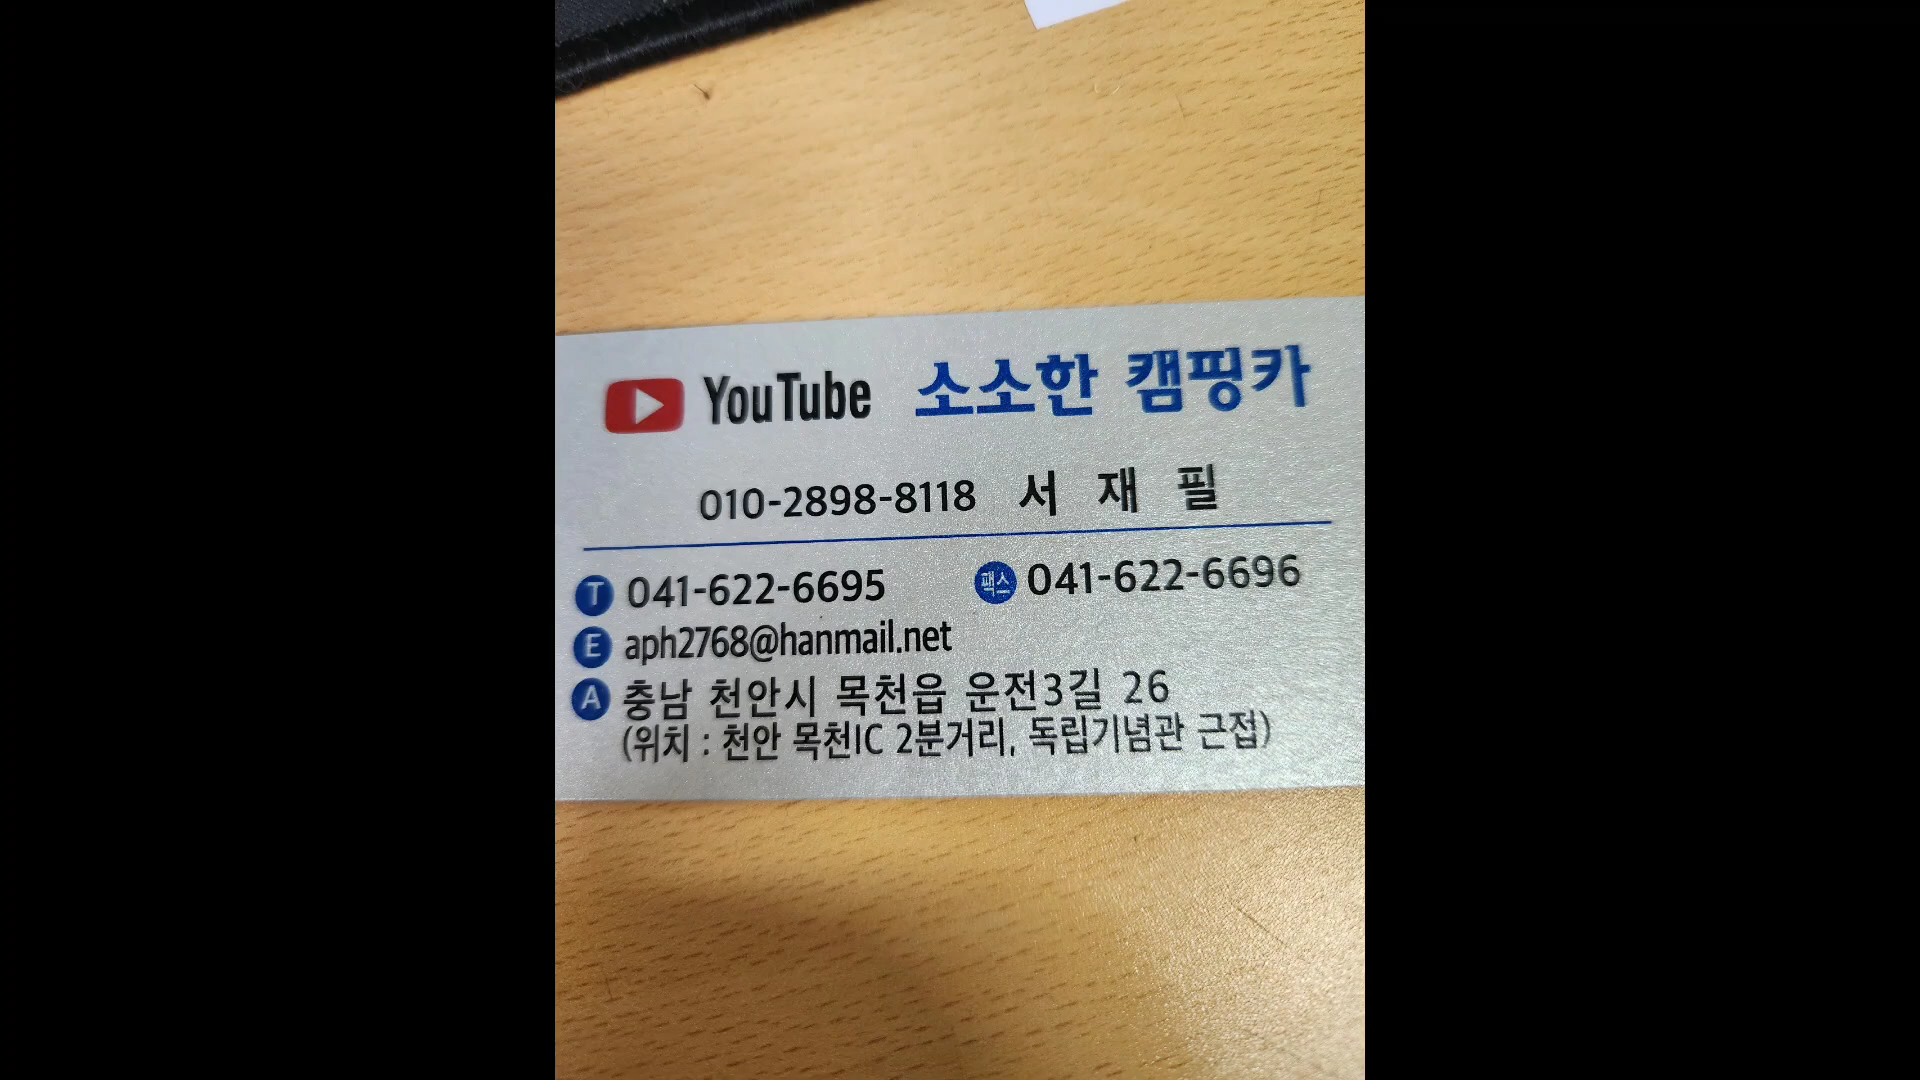 YouTube 소소한 캠핑카
010-2898-8118 서 재 필
T 041-622-6695 팩스 041-622-6696
E aph2768@hanmail.net
A 충남 천안시 목천읍 운전3길 26
(위치 : 천안 목천IC 2분거리, 독립기념관 근접)